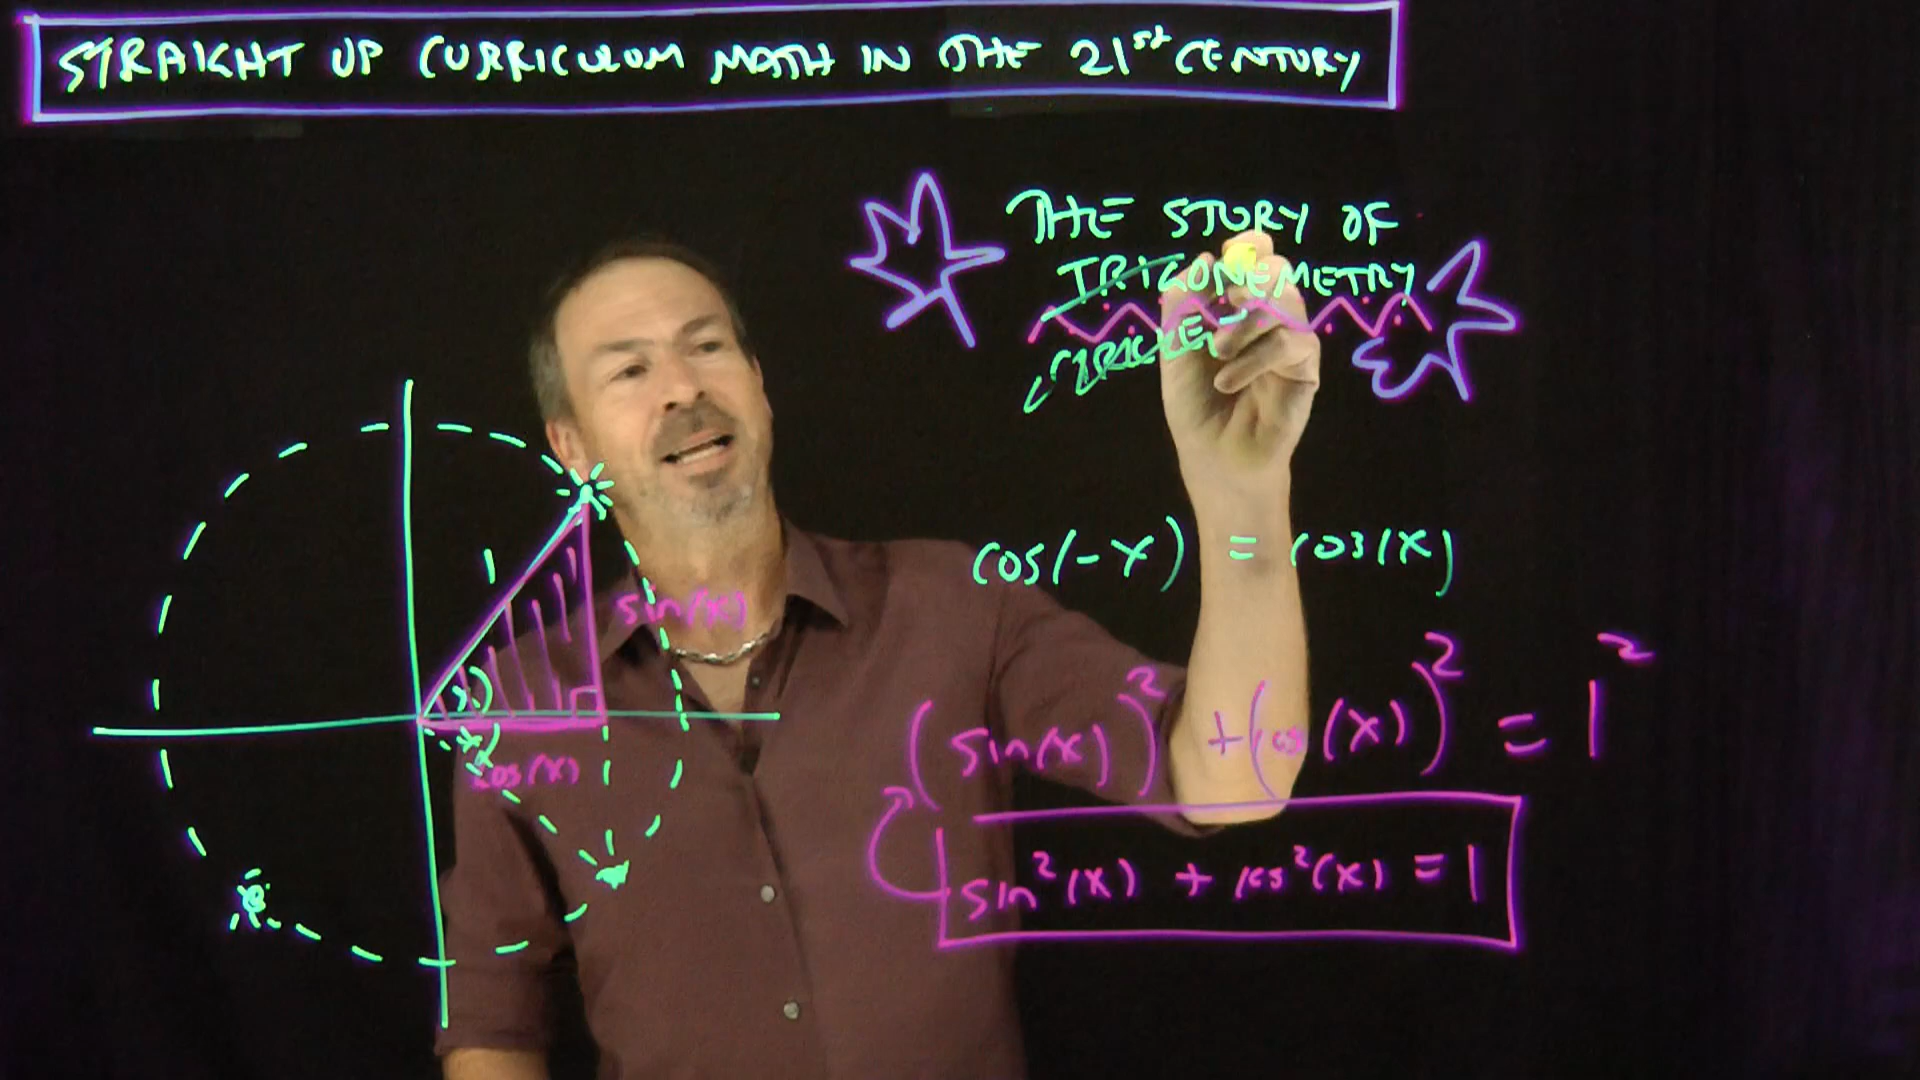 STRAIGHT UP CURRICULUM MATH IN THE 21st CENTURY
THE STORY OF
TRIGONOMETRY
1
sin(x)
x
-x
cos(x)
cos(-x) = cos(x)
(sin(x))² + (cos(x))² = 1²
sin²(x) + cos²(x) = 1